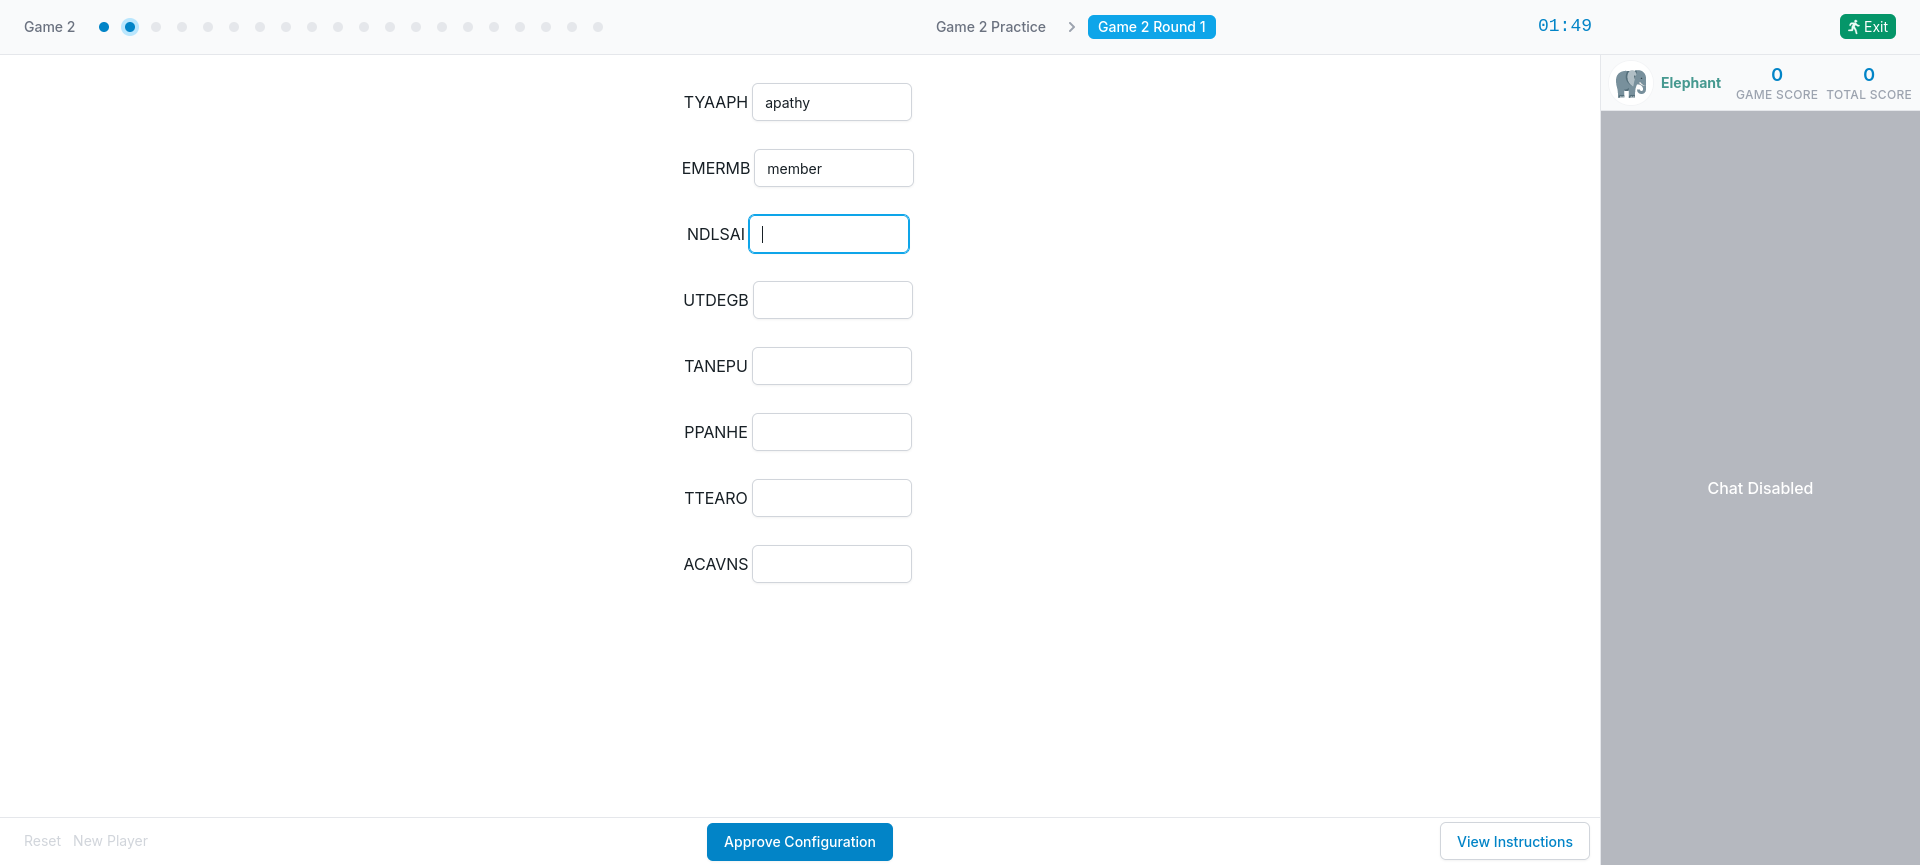 Game 2
Game 2 Practice
Game 2 Round 1
01:49
Exit
Elephant
0
GAME SCORE
0
TOTAL SCORE
TYAAPH apathy
EMERMB member
NDLSAI
UTDEGB
TANEPU
PPANHE
TTEARO
ACAVNS
Chat Disabled
Reset New Player
Approve Configuration
View Instructions